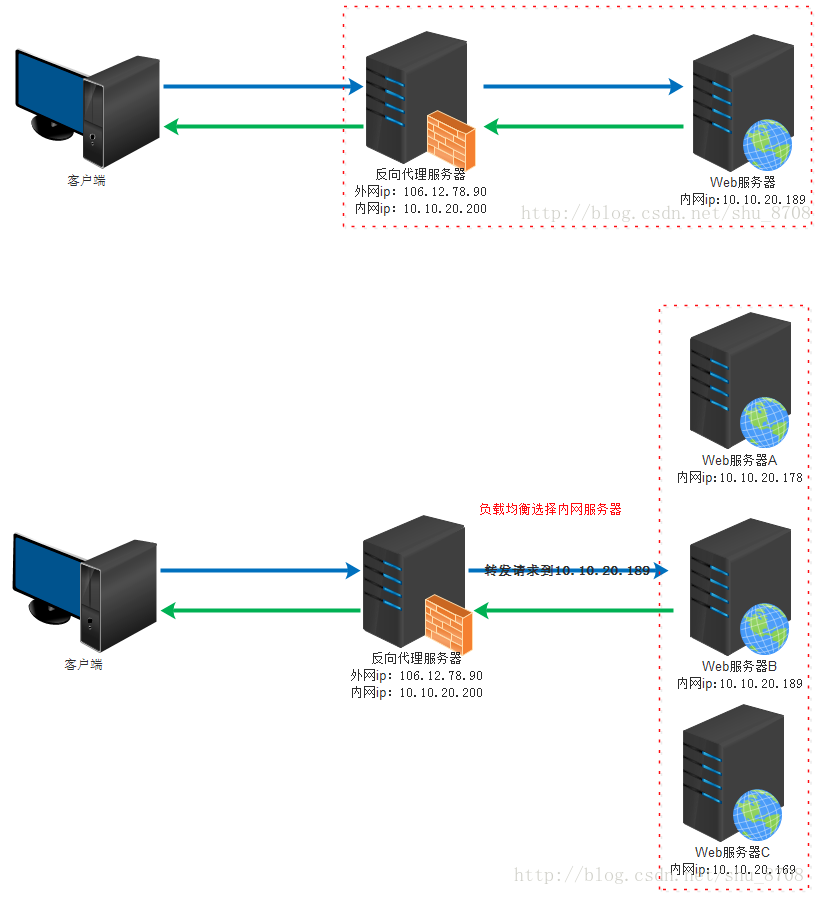 客户端
反向代理服务器
外网ip：106.12.78.90
内网ip：10.10.20.200
Web服务器
内网ip:10.10.20.189
http://blog.csdn.net/shu_8708
Web服务器A
内网ip:10.10.20.178
负载均衡选择内网服务器
转发请求到10.10.20.189
客户端
反向代理服务器
外网ip：106.12.78.90
内网ip：10.10.20.200
Web服务器B
内网ip:10.10.20.189
Web服务器C
内网ip:10.10.20.169
http://blog.csdn.net/shu_8708